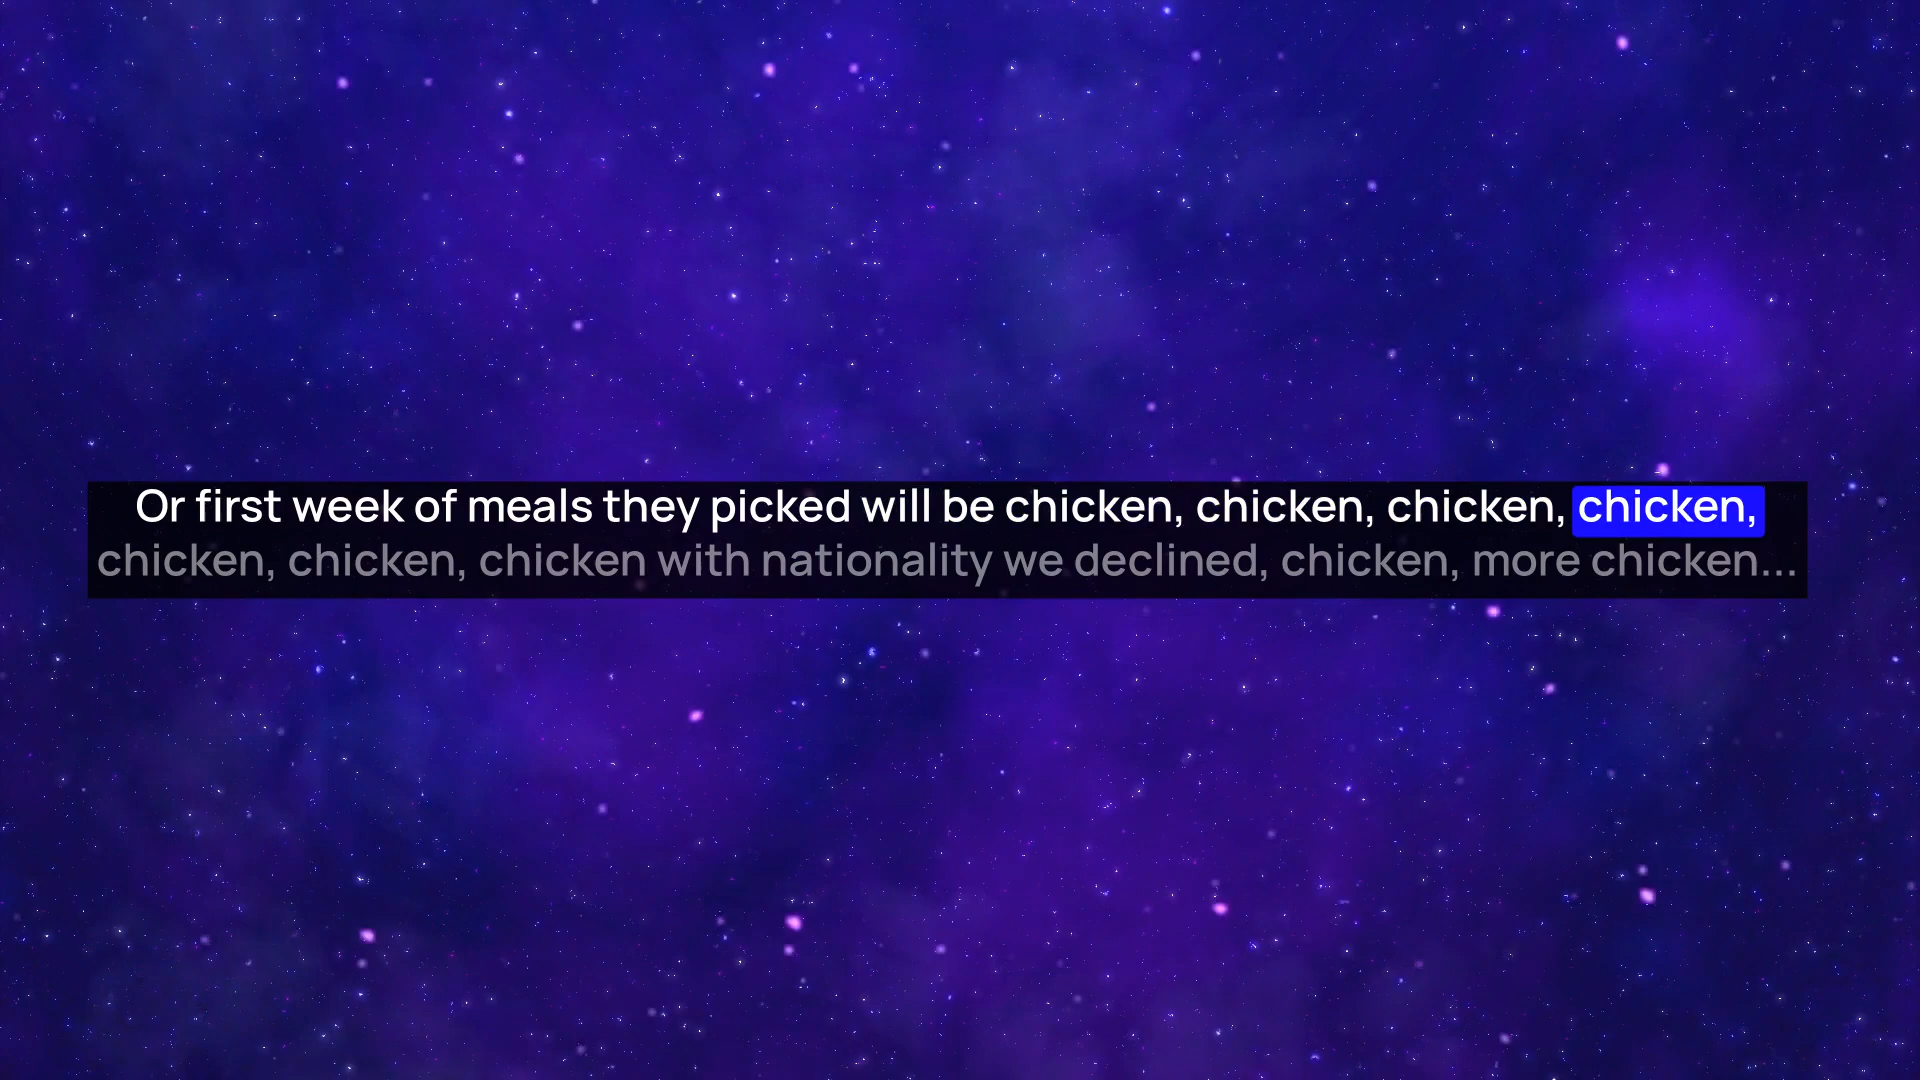 Or first week of meals they picked will be chicken, chicken, chicken, chicken,
chicken, chicken, chicken with nationality we declined, chicken, more chicken...